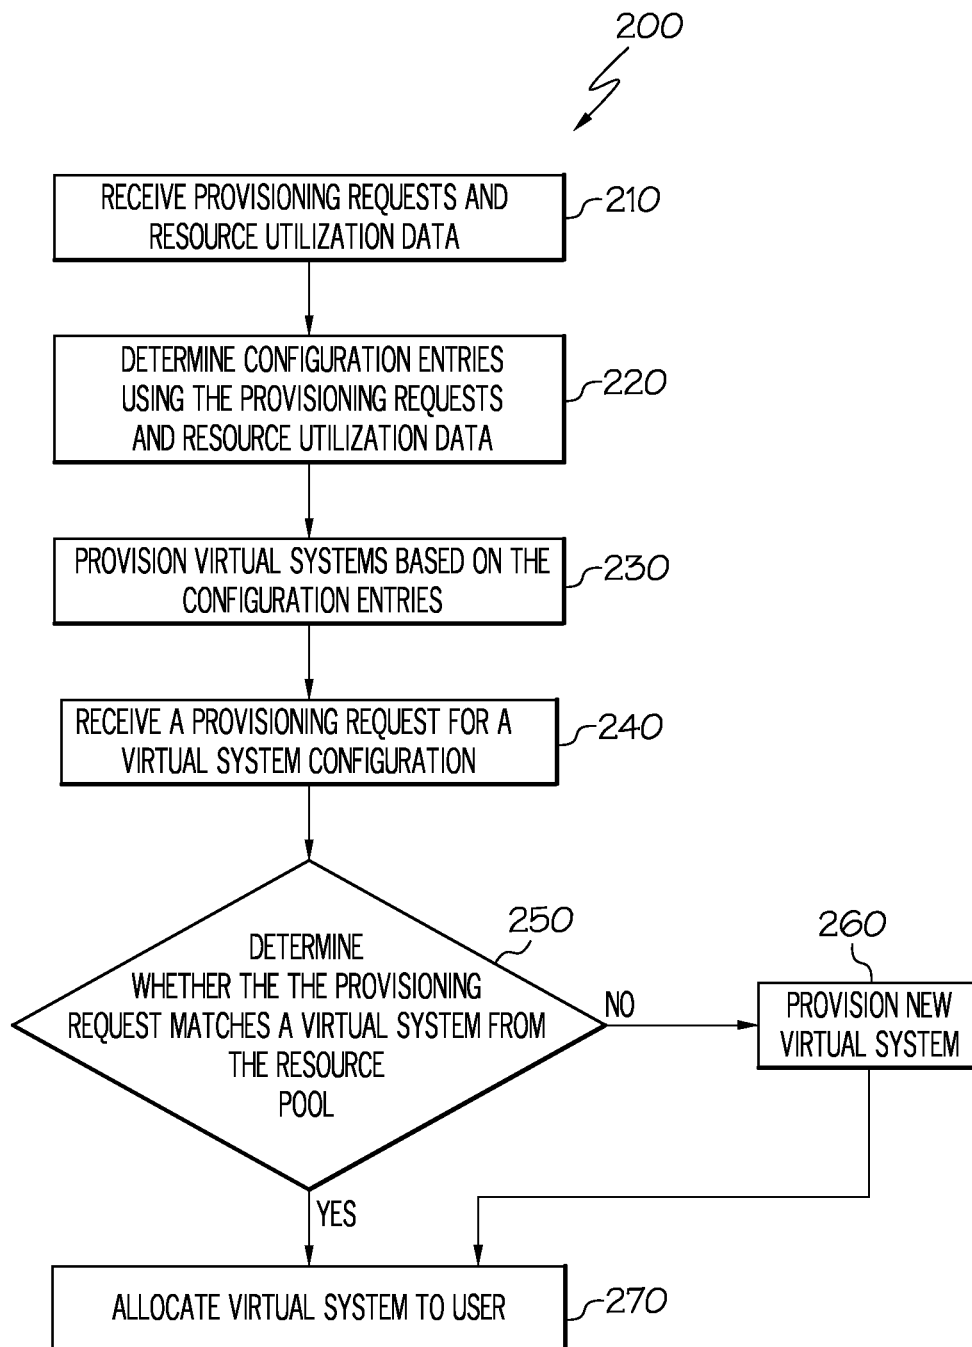 200
RECEIVE PROVISIONING REQUESTS AND
RESOURCE UTILIZATION DATA
210
DETERMINE CONFIGURATION ENTRIES
USING THE PROVISIONING REQUESTS
AND RESOURCE UTILIZATION DATA
220
PROVISION VIRTUAL SYSTEMS BASED ON THE
CONFIGURATION ENTRIES
230
RECEIVE A PROVISIONING REQUEST FOR A
VIRTUAL SYSTEM CONFIGURATION
240
DETERMINE
WHETHER THE THE PROVISIONING
REQUEST MATCHES A VIRTUAL SYSTEM FROM
THE RESOURCE
POOL
250
NO
260
PROVISION NEW
VIRTUAL SYSTEM
YES
ALLOCATE VIRTUAL SYSTEM TO USER
270